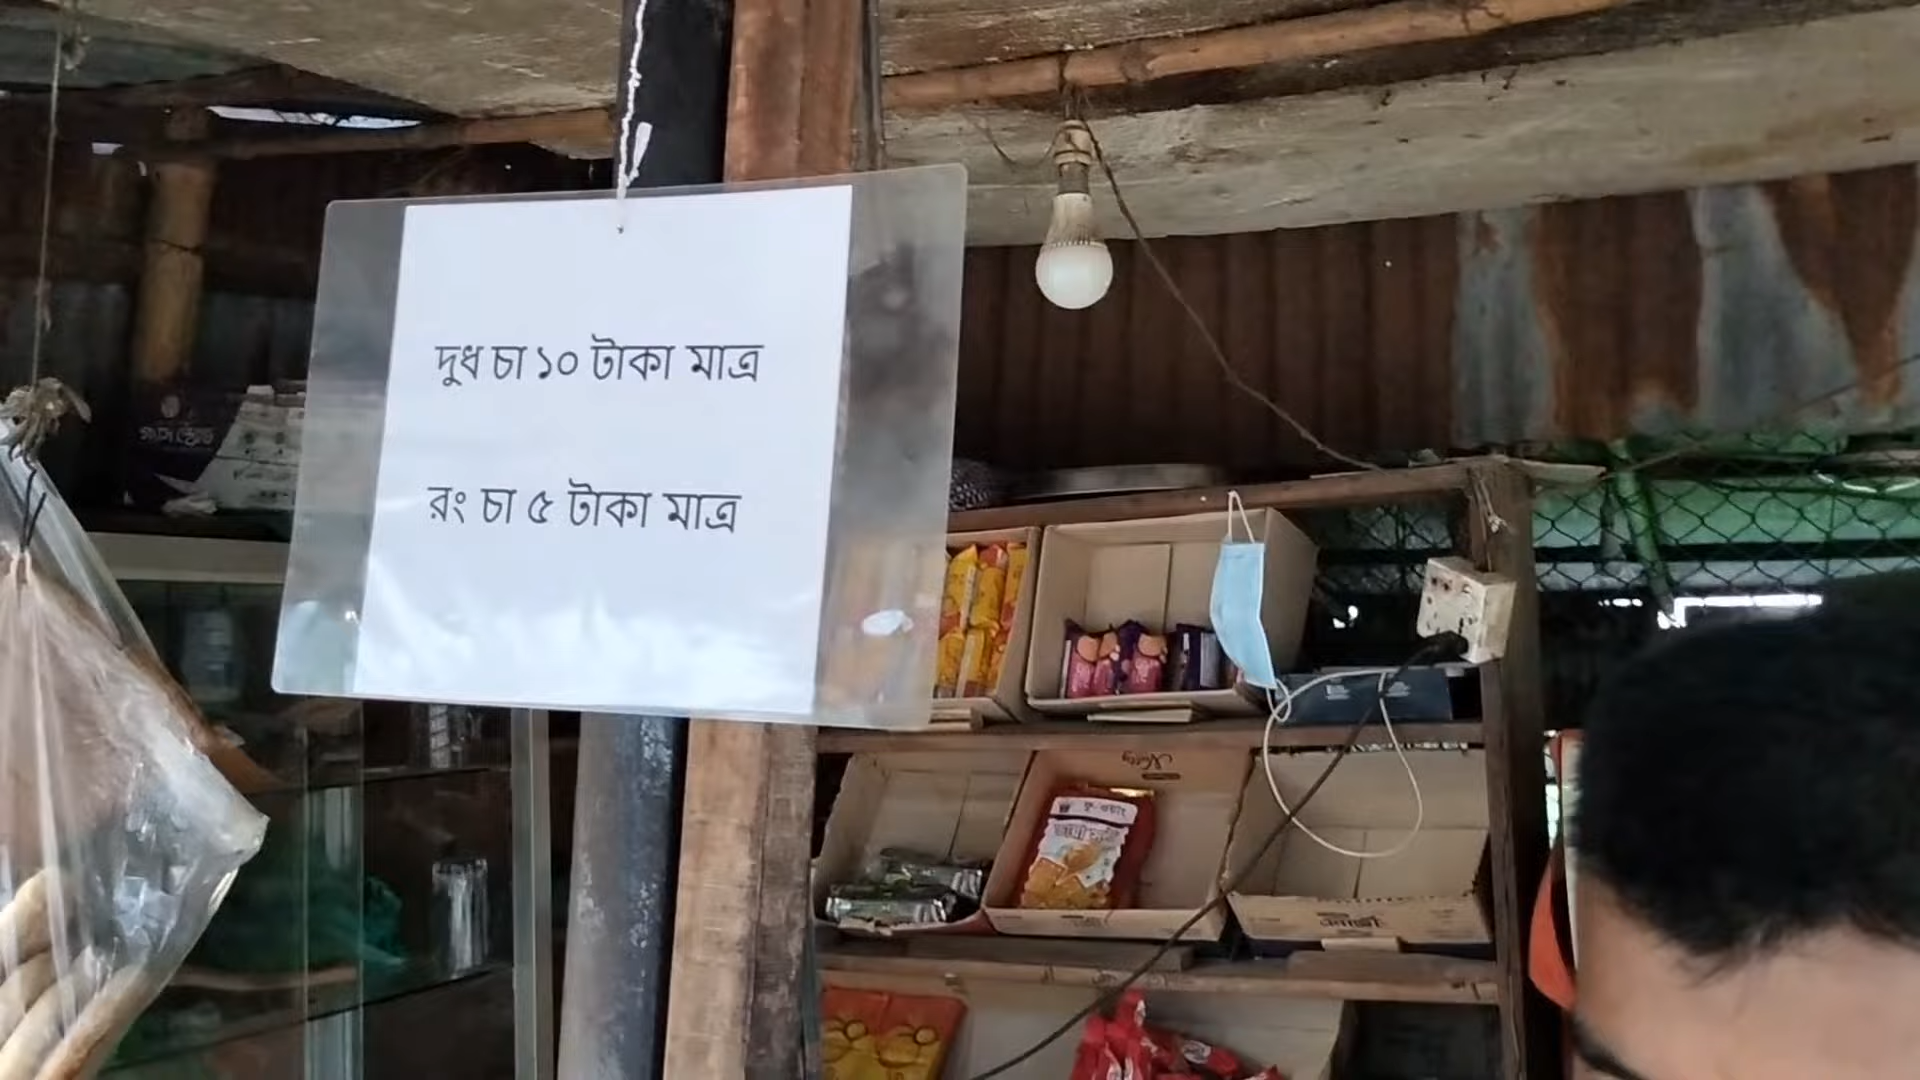 দুধ চা ১০ টাকা মাত্র
রং চা ৫ টাকা মাত্র
গ্যাস স্টোভ